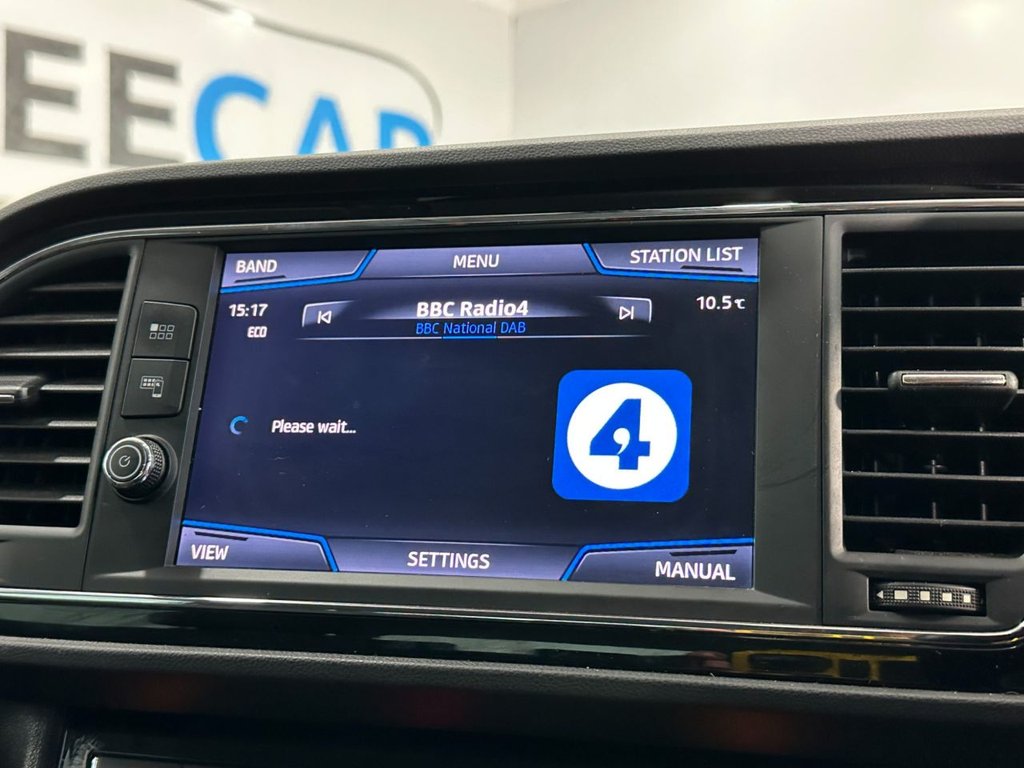 EECAR
BAND
MENU
STATION LIST
15:17
BBC Radio4
10.5°C
ECO
BBC National DAB
4
Please wait...
VIEW
SETTINGS
MANUAL